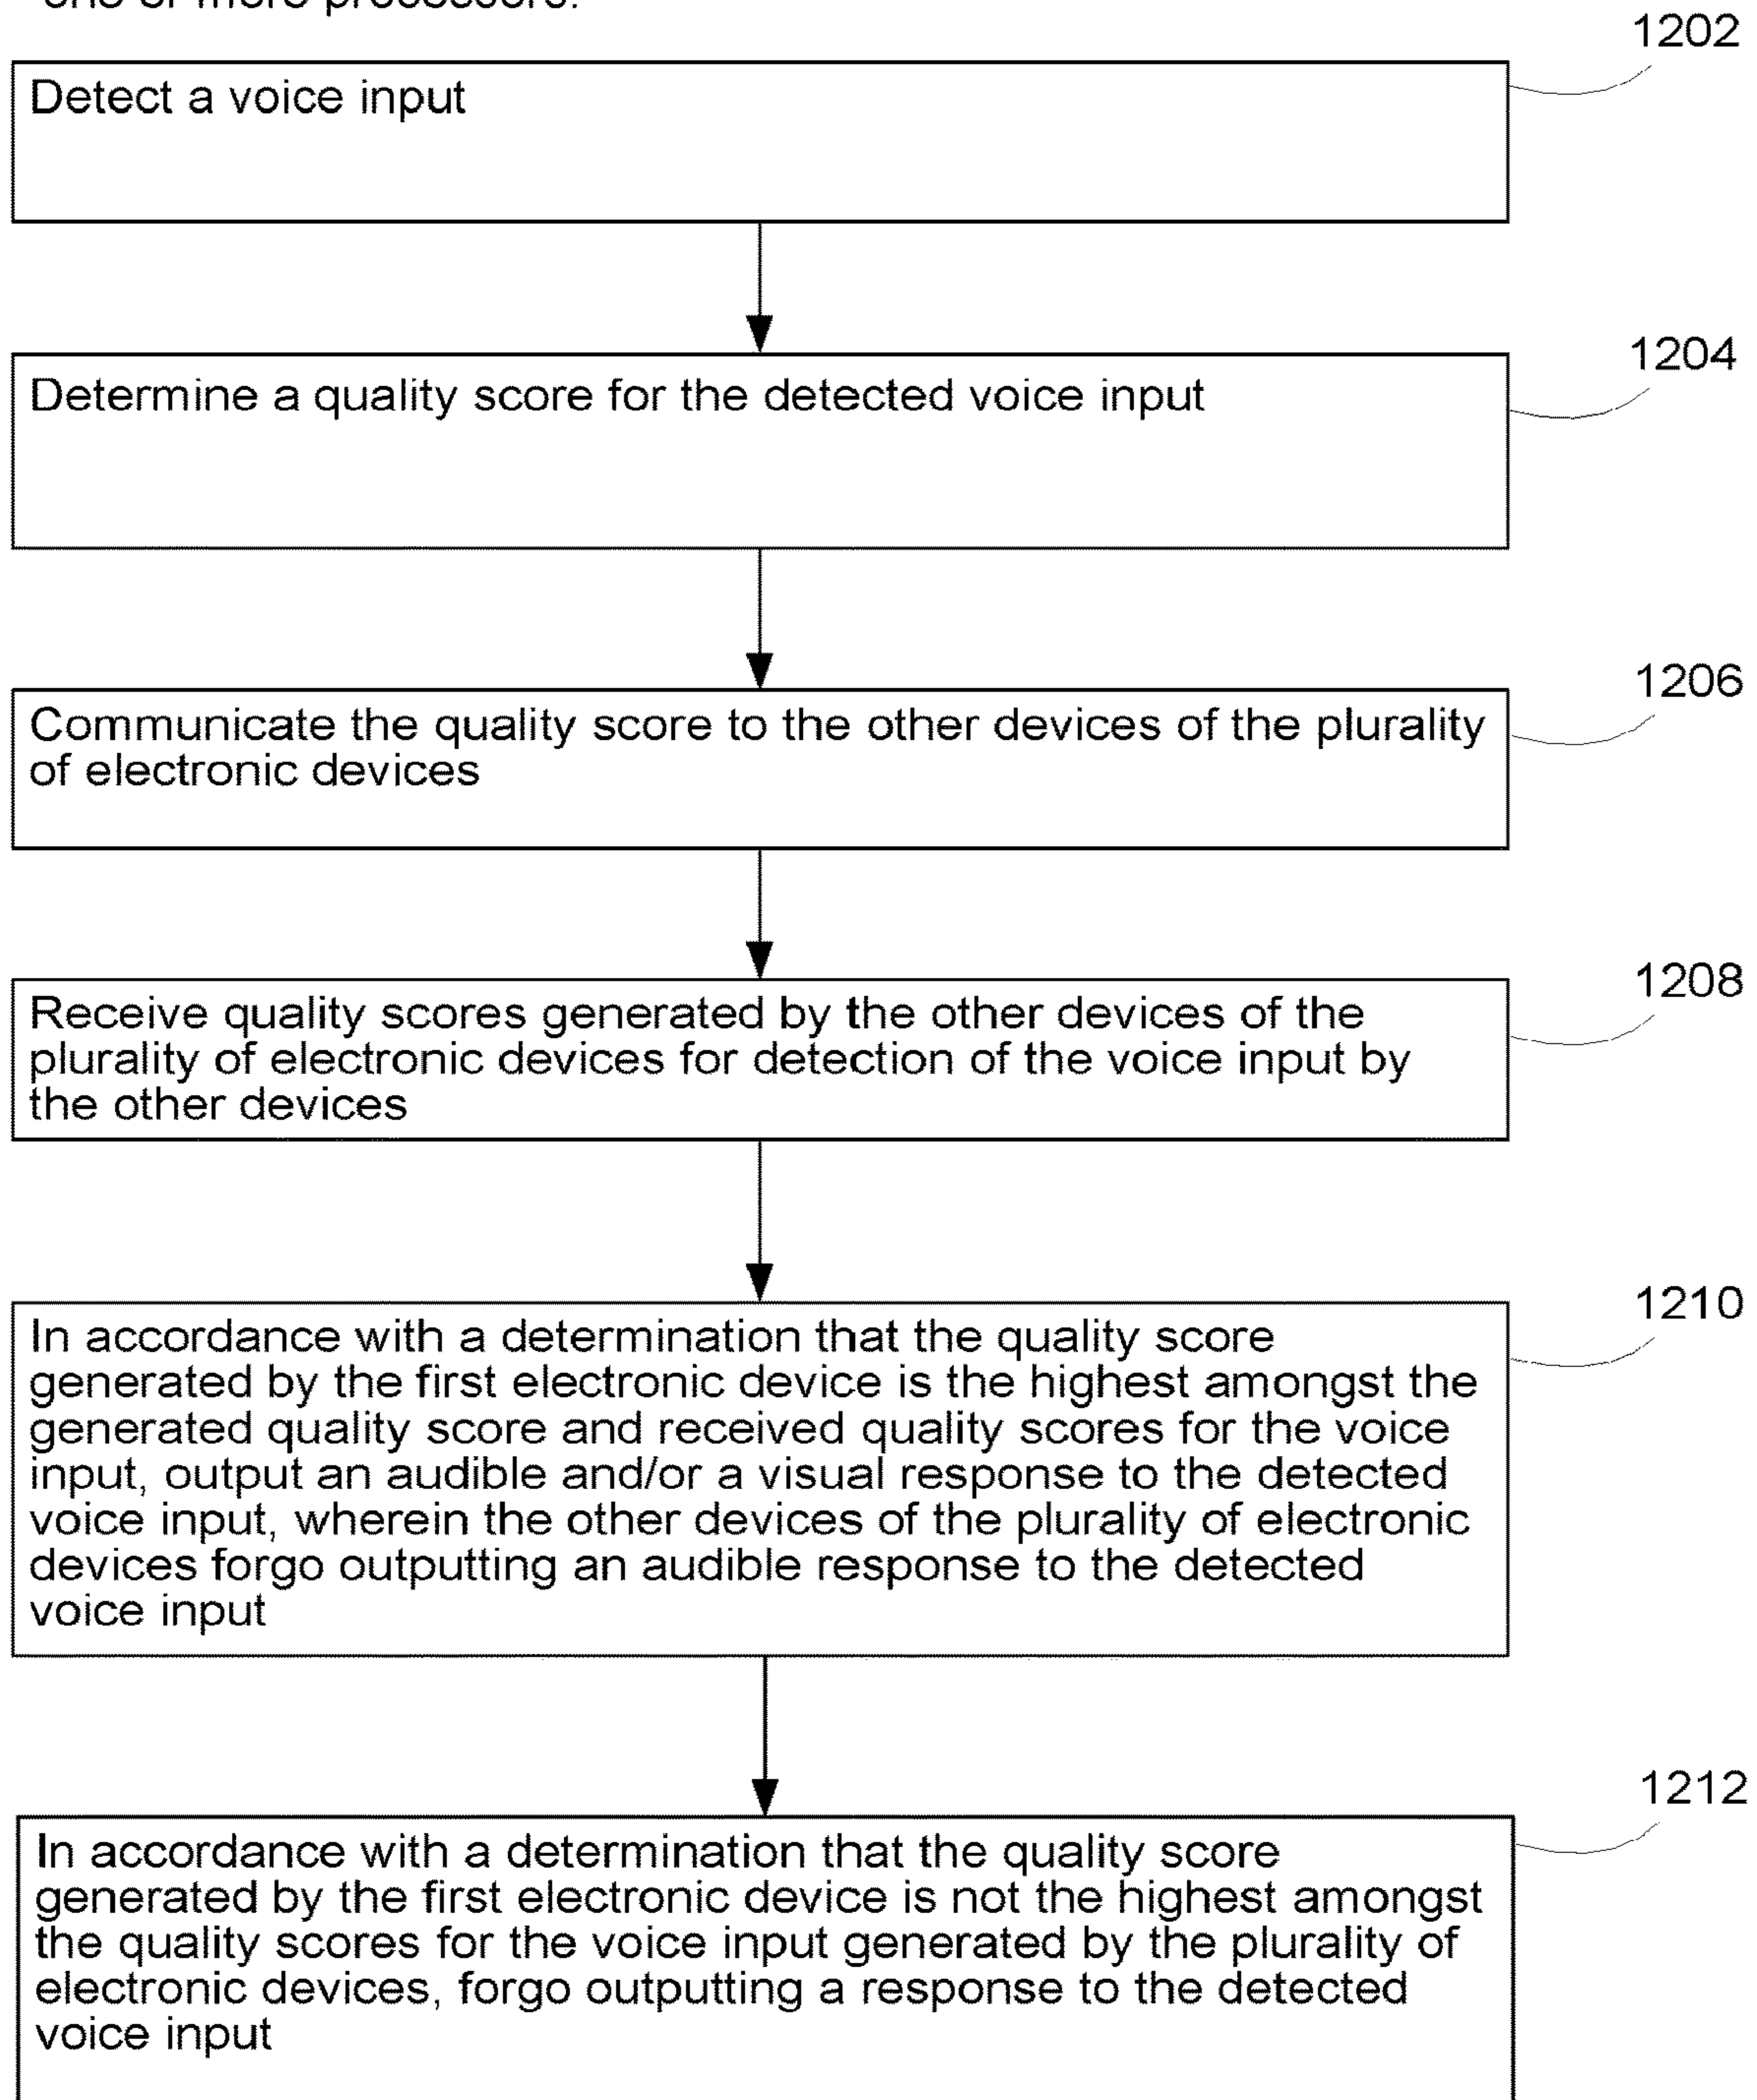 one or more processors:
1202
Detect a voice input
1204
Determine a quality score for the detected voice input
1206
Communicate the quality score to the other devices of the plurality
of electronic devices
1208
Receive quality scores generated by the other devices of the
plurality of electronic devices for detection of the voice input by
the other devices
1210
In accordance with a determination that the quality score
generated by the first electronic device is the highest amongst the
generated quality score and received quality scores for the voice
input, output an audible and/or a visual response to the detected
voice input, wherein the other devices of the plurality of electronic
devices forgo outputting an audible response to the detected
voice input
1212
In accordance with a determination that the quality score
generated by the first electronic device is not the highest amongst
the quality scores for the voice input generated by the plurality of
electronic devices, forgo outputting a response to the detected
voice input